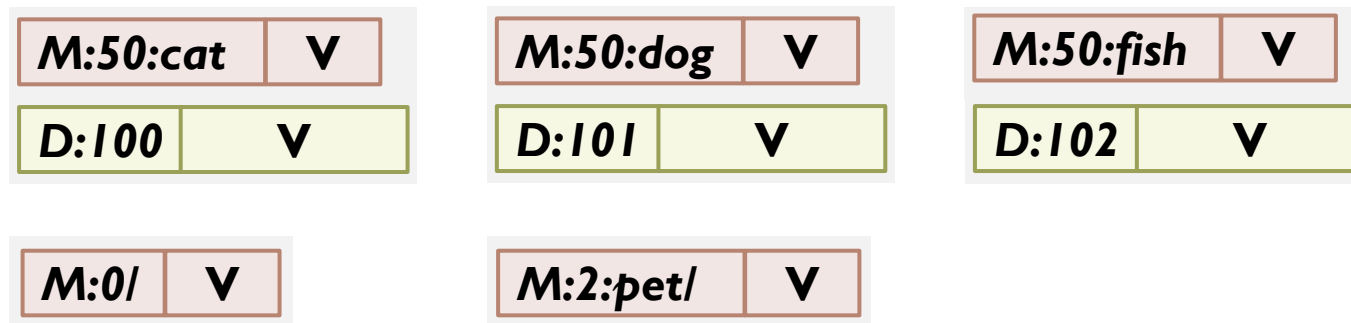 M:50:cat V M:50:dog V M:50:fish V
D:100 V D:101 V D:102 V
M:0/ V M:2:pet/ V